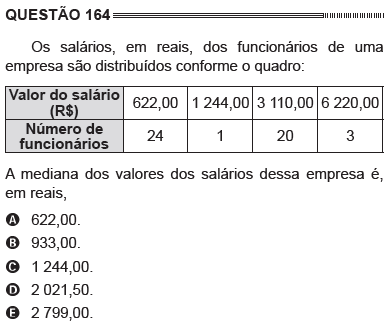 QUESTÃO 164
Os salários, em reais, dos funcionários de uma
empresa são distribuídos conforme o quadro:
Valor do salário (R$) 622,00 1 244,00 3 110,00 6 220,00
Número de funcionários 24 1 20 3
A mediana dos valores dos salários dessa empresa é,
em reais,
A 622,00.
B 933,00.
C 1 244,00.
D 2 021,50.
E 2 799,00.